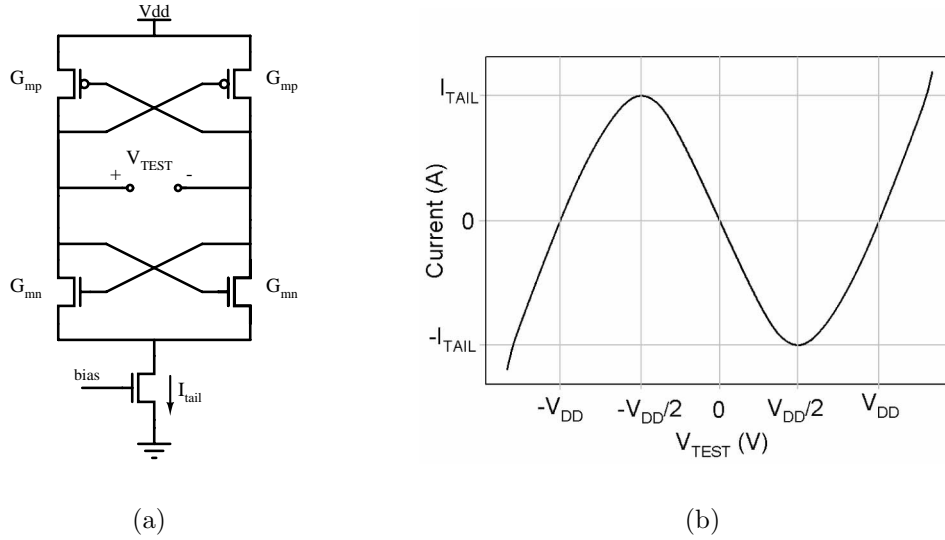 Vdd
G_mp
G_mp
V_TEST
+ -
G_mn
G_mn
bias
I_tail
(a)
Current (A)
I_TAIL
0
-I_TAIL
-V_DD -V_DD/2 0 V_DD/2 V_DD
V_TEST (V)
(b)